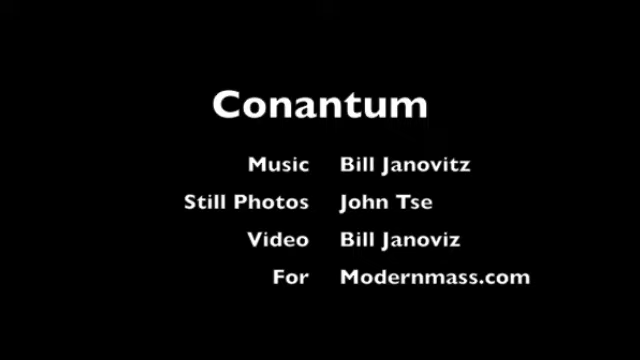 Conantum
Music Bill Janovitz
Still Photos John Tse
Video Bill Janoviz
For Modernmass.com